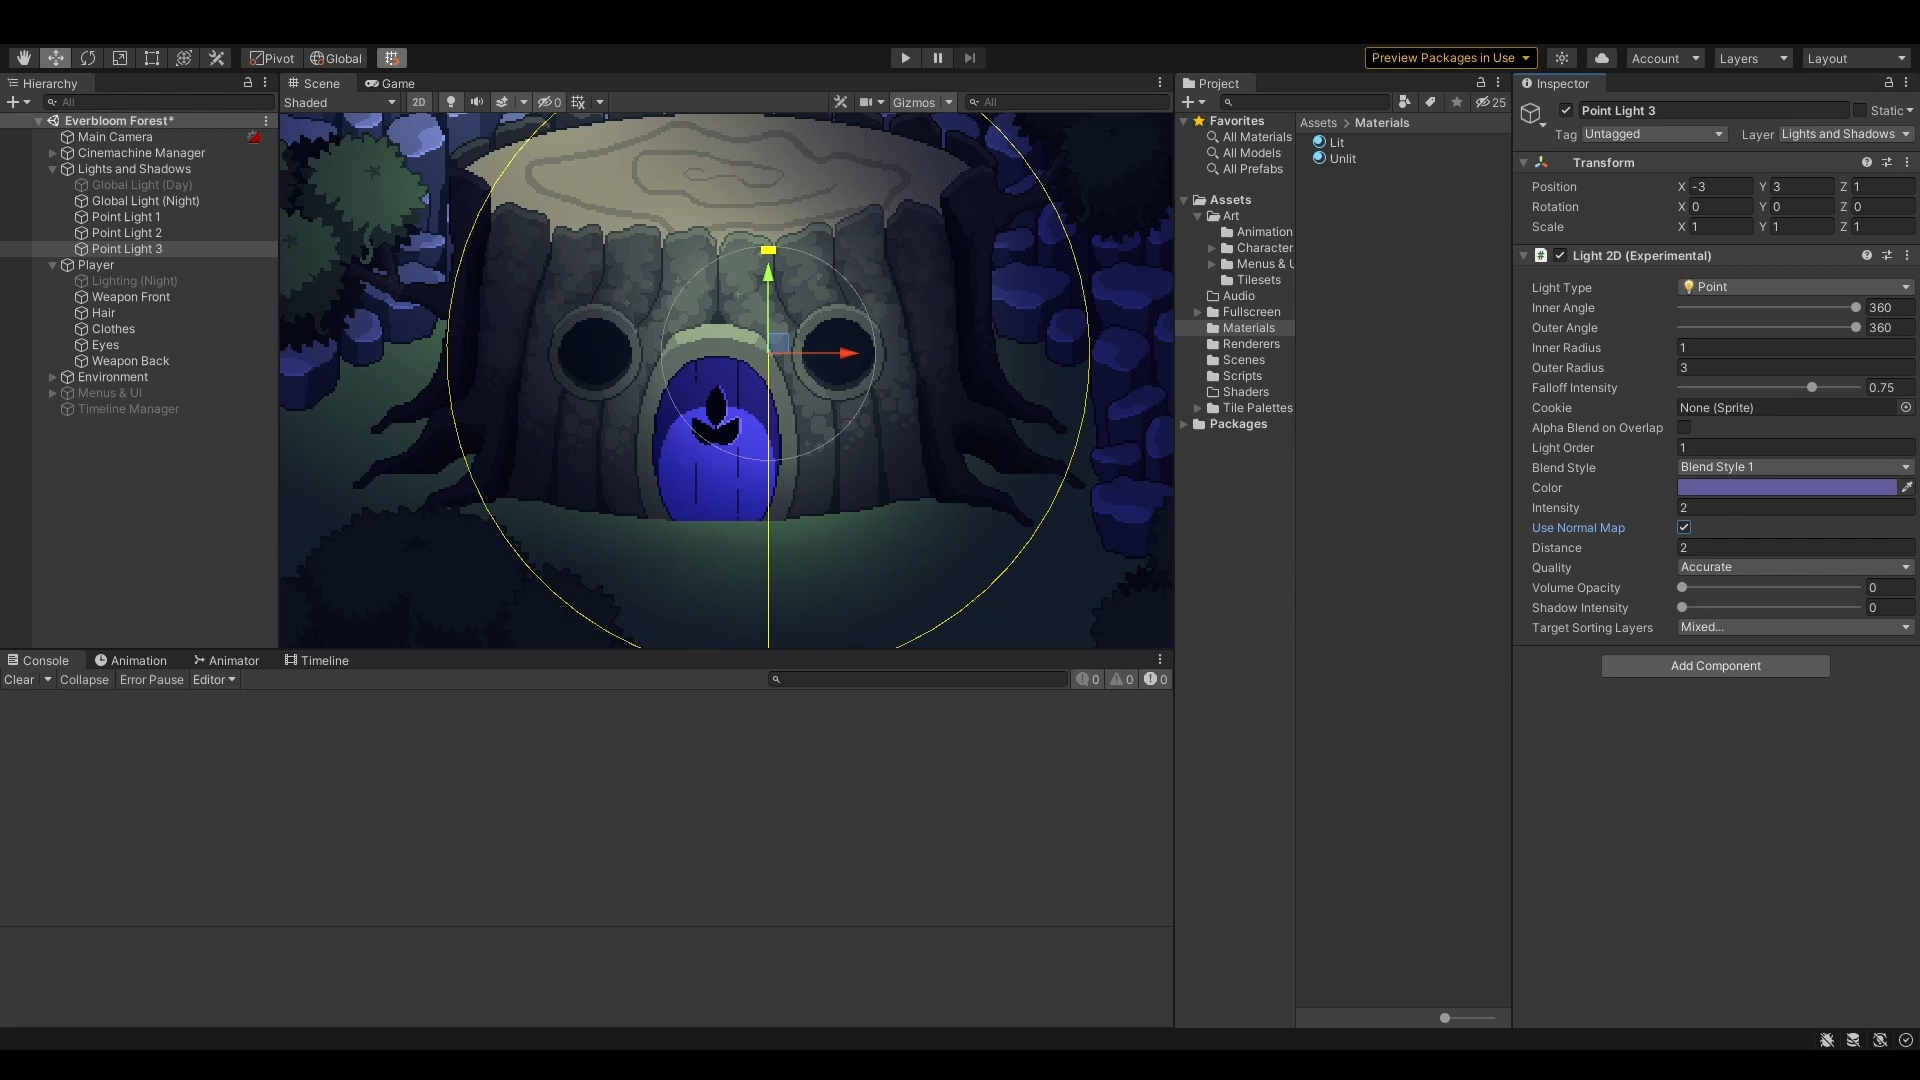 Pivot Global Preview Packages in Use Account Layers Layout
Hierarchy
All
Everbloom Forest*
Main Camera
Cinemachine Manager
Lights and Shadows
Global Light (Day)
Global Light (Night)
Point Light 1
Point Light 2
Point Light 3
Player
Lighting (Night)
Weapon Front
Hair
Clothes
Eyes
Weapon Back
Environment
Menus & UI
Timeline Manager
Scene Game
Shaded 2D 0 Gizmos All
Console Animation Animator Timeline
Clear Collapse Error Pause Editor 0 0 0
Project
25
Favorites
All Materials
All Models
All Prefabs
Assets
Art
Animation
Character
Menus & U
Tilesets
Audio
Fullscreen
Materials
Renderers
Scenes
Scripts
Shaders
Tile Palettes
Packages
Assets > Materials
Lit
Unlit
Inspector
Point Light 3 Static
Tag Untagged Layer Lights and Shadows
Transform
Position X -3 Y 3 Z 1
Rotation X 0 Y 0 Z 0
Scale X 1 Y 1 Z 1
# Light 2D (Experimental)
Light Type Point
Inner Angle 360
Outer Angle 360
Inner Radius 1
Outer Radius 3
Falloff Intensity 0.75
Cookie None (Sprite)
Alpha Blend on Overlap
Light Order 1
Blend Style Blend Style 1
Color
Intensity 2
Use Normal Map
Distance 2
Quality Accurate
Volume Opacity 0
Shadow Intensity 0
Target Sorting Layers Mixed...
Add Component